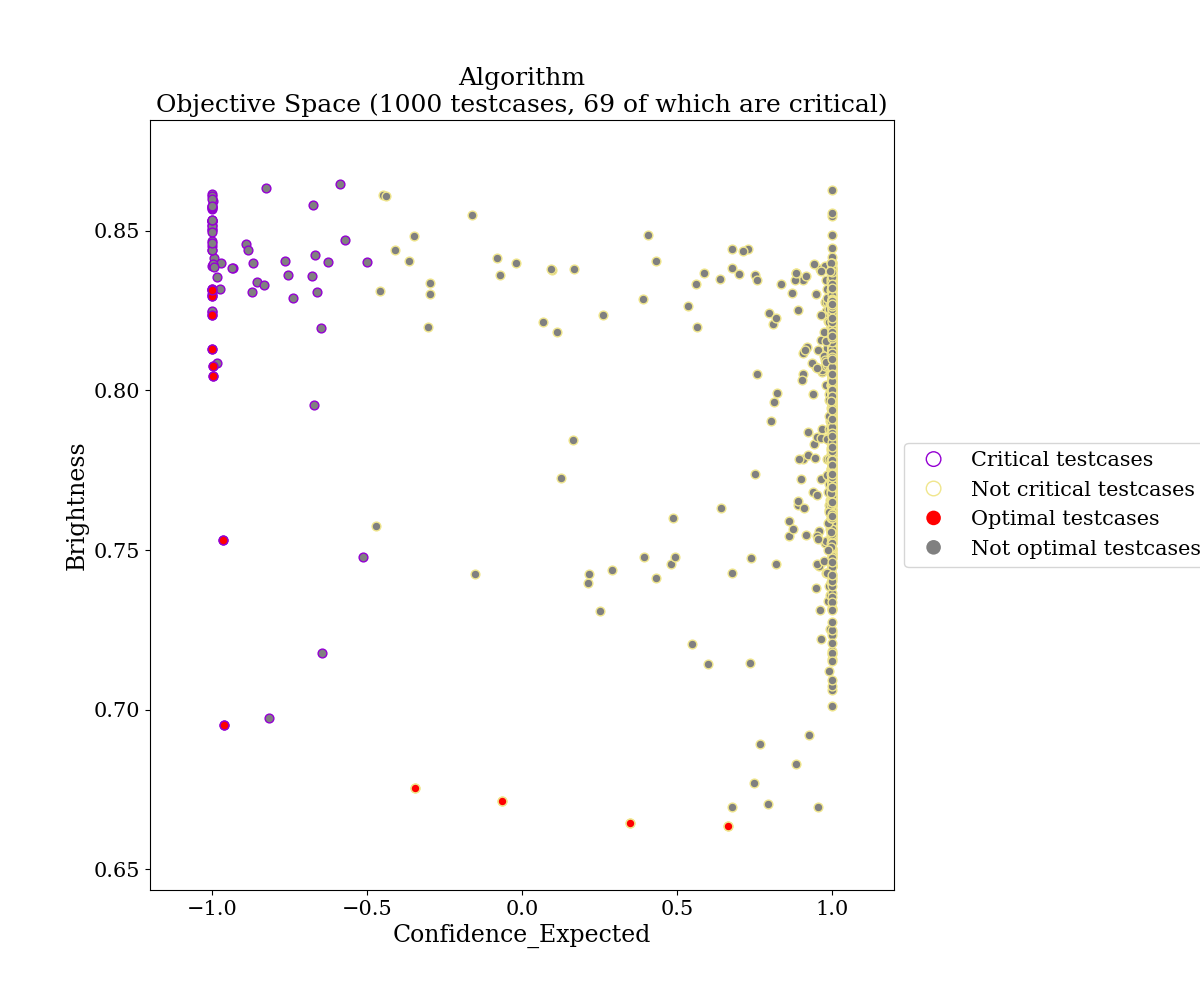 Algorithm
Objective Space (1000 testcases, 69 of which are critical)
0.85
0.80
0.75
0.70
0.65
Brightness
−1.0
−0.5
0.0
0.5
1.0
Confidence_Expected
Critical testcases
Not critical testcases
Optimal testcases
Not optimal testcases